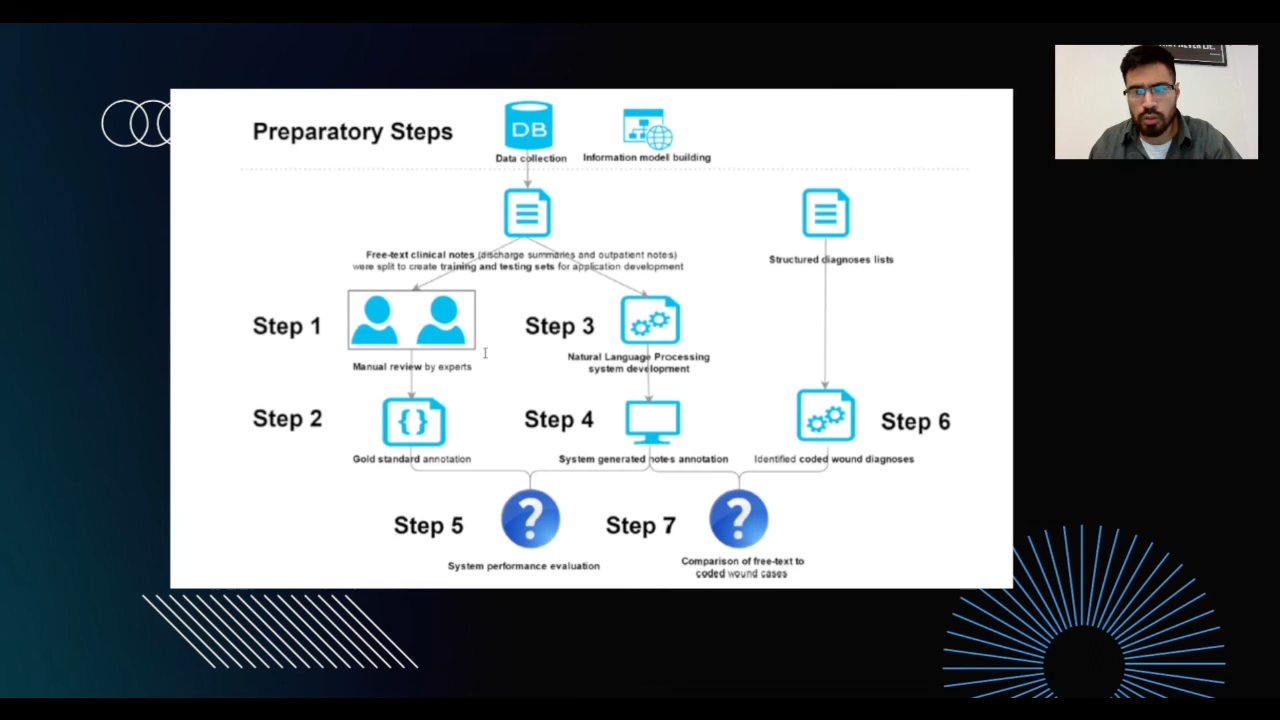 NEVER LIE.
Preparatory Steps
DB
Data collection
Information model building
Free-text clinical notes (discharge summaries and outpatient notes)
were split to create training and testing sets for application development
Structured diagnoses lists
Step 1
Step 3
Manual review by experts
Natural Language Processing
system development
Step 2
{}
Step 4
Step 6
Gold standard annotation
System generated notes annotation
Identified coded wound diagnoses
Step 5
?
Step 7
?
System performance evaluation
Comparison of free-text to
coded wound cases